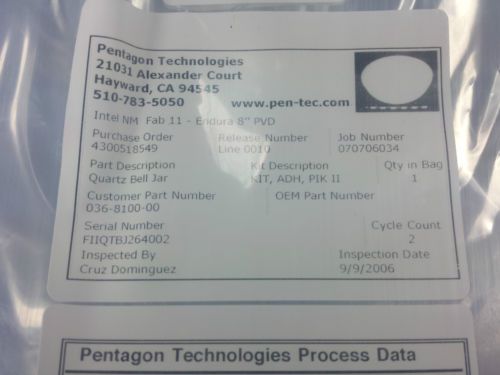 Pentagon Technologies
21031 Alexander Court
Hayward, CA 94545
510-783-5050 www.pen-tec.com
Intel NM Fab 11 - Endura 8" PVD
Purchase Order Release Number Job Number
4300518549 Line 0010 070706034
Part Description Kit Description Qty in Bag
Quartz Bell Jar KIT, ADH, PIK II 1
Customer Part Number OEM Part Number
036-8100-00
Serial Number Cycle Count
FIIQTBJ264002 2
Inspected By Inspection Date
Cruz Dominguez 9/9/2006
Pentagon Technologies Process Data